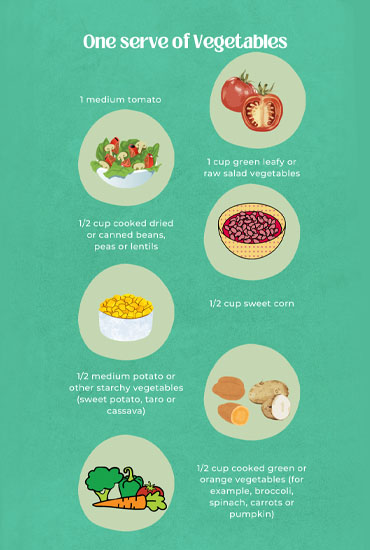 One serve of Vegetables
1 medium tomato
1 cup green leafy or
raw salad vegetables
1/2 cup cooked dried
or canned beans,
peas or lentils
1/2 cup sweet corn
1/2 medium potato or
other starchy vegetables
(sweet potato, taro or
cassava)
1/2 cup cooked green or
orange vegetables (for
example, broccoli,
spinach, carrots or
pumpkin)